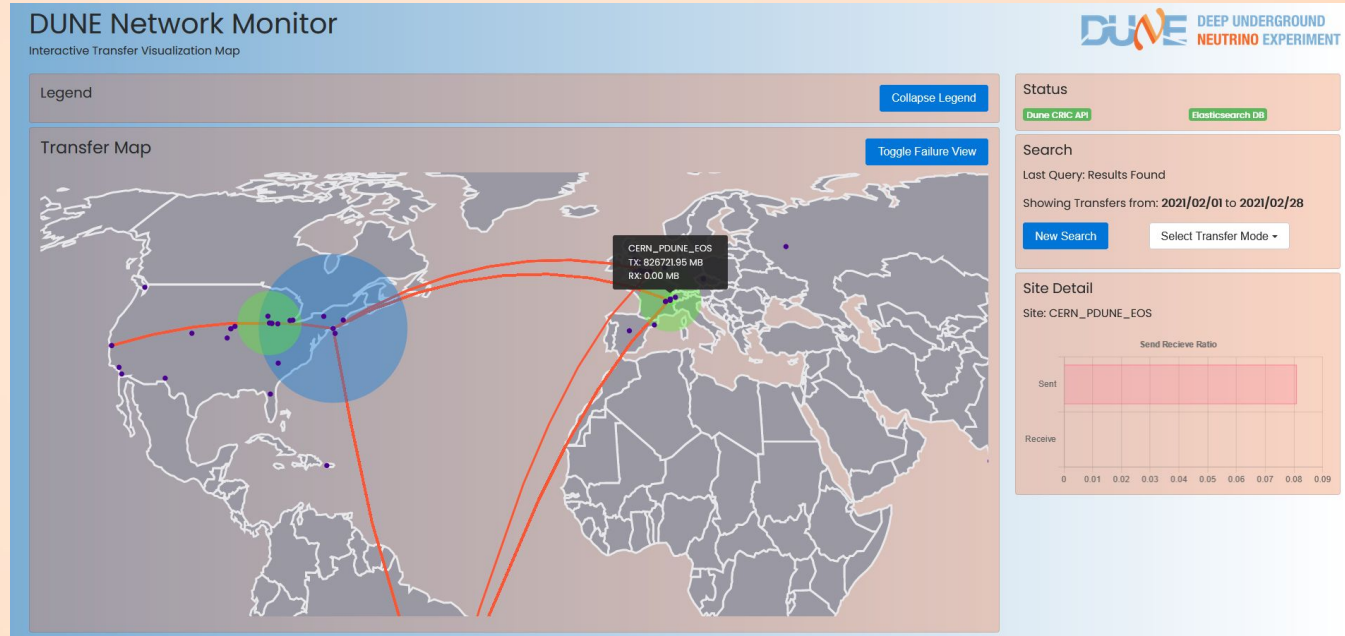 DUNE Network Monitor
Interactive Transfer Visualization Map
DUNE DEEP UNDERGROUND
NEUTRINO EXPERIMENT
Legend
Collapse Legend
Transfer Map
Toggle Failure View
CERN_PDUNE_EOS
TX: 826721.95 MB
RX: 0.00 MB
Status
Dune CRIC API
Elasticsearch DB
Search
Last Query: Results Found
Showing Transfers from: 2021/02/01 to 2021/02/28
New Search
Select Transfer Mode
Site Detail
Site: CERN_PDUNE_EOS
Send Recieve Ratio
Sent
Receive
0 0.01 0.02 0.03 0.04 0.05 0.06 0.07 0.08 0.09